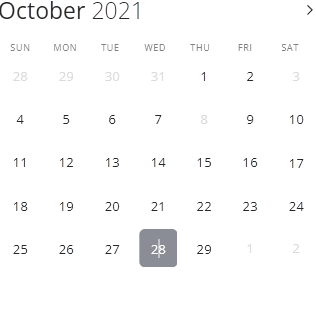 October 2021
SUN MON TUE WED THU FRI SAT
28 29 30 31 1 2 3
4 5 6 7 8 9 10
11 12 13 14 15 16 17
18 19 20 21 22 23 24
25 26 27 28 29 1 2